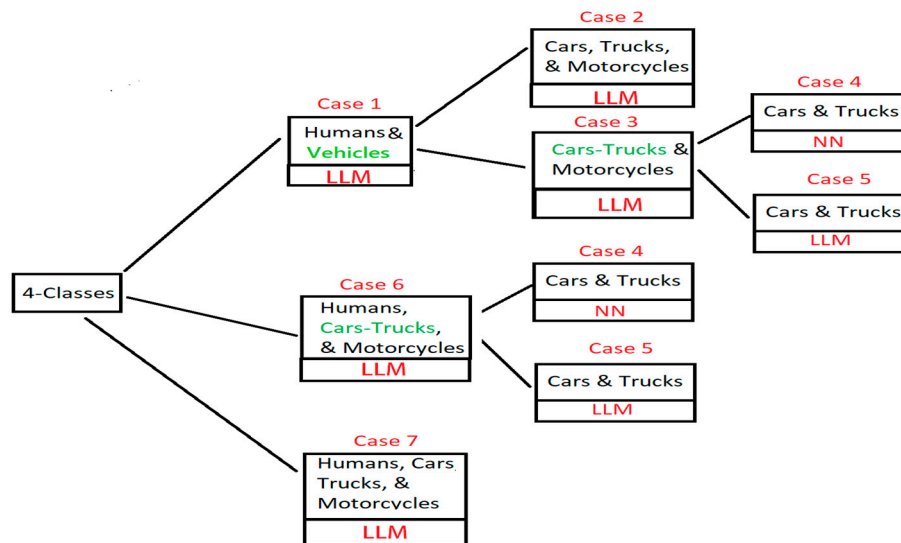 4-Classes
Case 1
Humans &
Vehicles
LLM
Case 2
Cars, Trucks,
& Motorcycles
LLM
Case 3
Cars-Trucks &
Motorcycles
LLM
Case 4
Cars & Trucks
NN
Case 5
Cars & Trucks
LLM
Case 6
Humans,
Cars-Trucks,
& Motorcycles
LLM
Case 4
Cars & Trucks
NN
Case 5
Cars & Trucks
LLM
Case 7
Humans, Cars,
Trucks, &
Motorcycles
LLM